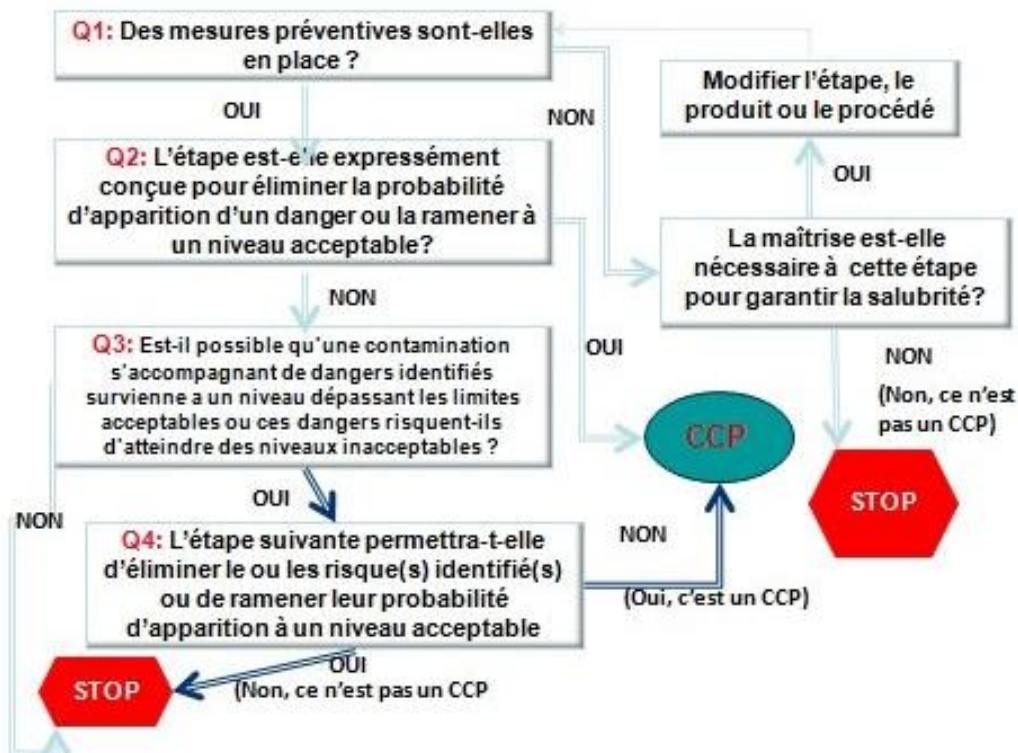 Q1: Des mesures préventives sont-elles
en place ?
OUI
NON
Modifier l'étape, le
produit ou le procédé
OUI
Q2: L'étape est-elle expressément
conçue pour éliminer la probabilité
d'apparition d'un danger ou la ramener à
un niveau acceptable?
NON
OUI
La maîtrise est-elle
nécessaire à cette étape
pour garantir la salubrité?
NON
(Non, ce n'est
pas un CCP)
STOP
Q3: Est-il possible qu'une contamination
s'accompagnant de dangers identifiés
survienne a un niveau dépassant les limites
acceptables ou ces dangers risquent-ils
d'atteindre des niveaux inacceptables ?
CCP
NON
OUI
Q4: L'étape suivante permettra-t-elle
d'éliminer le ou les risque(s) identifié(s)
ou de ramener leur probabilité
d'apparition à un niveau acceptable
NON
(Oui, c'est un CCP)
OUI
(Non, ce n'est pas un CCP
STOP